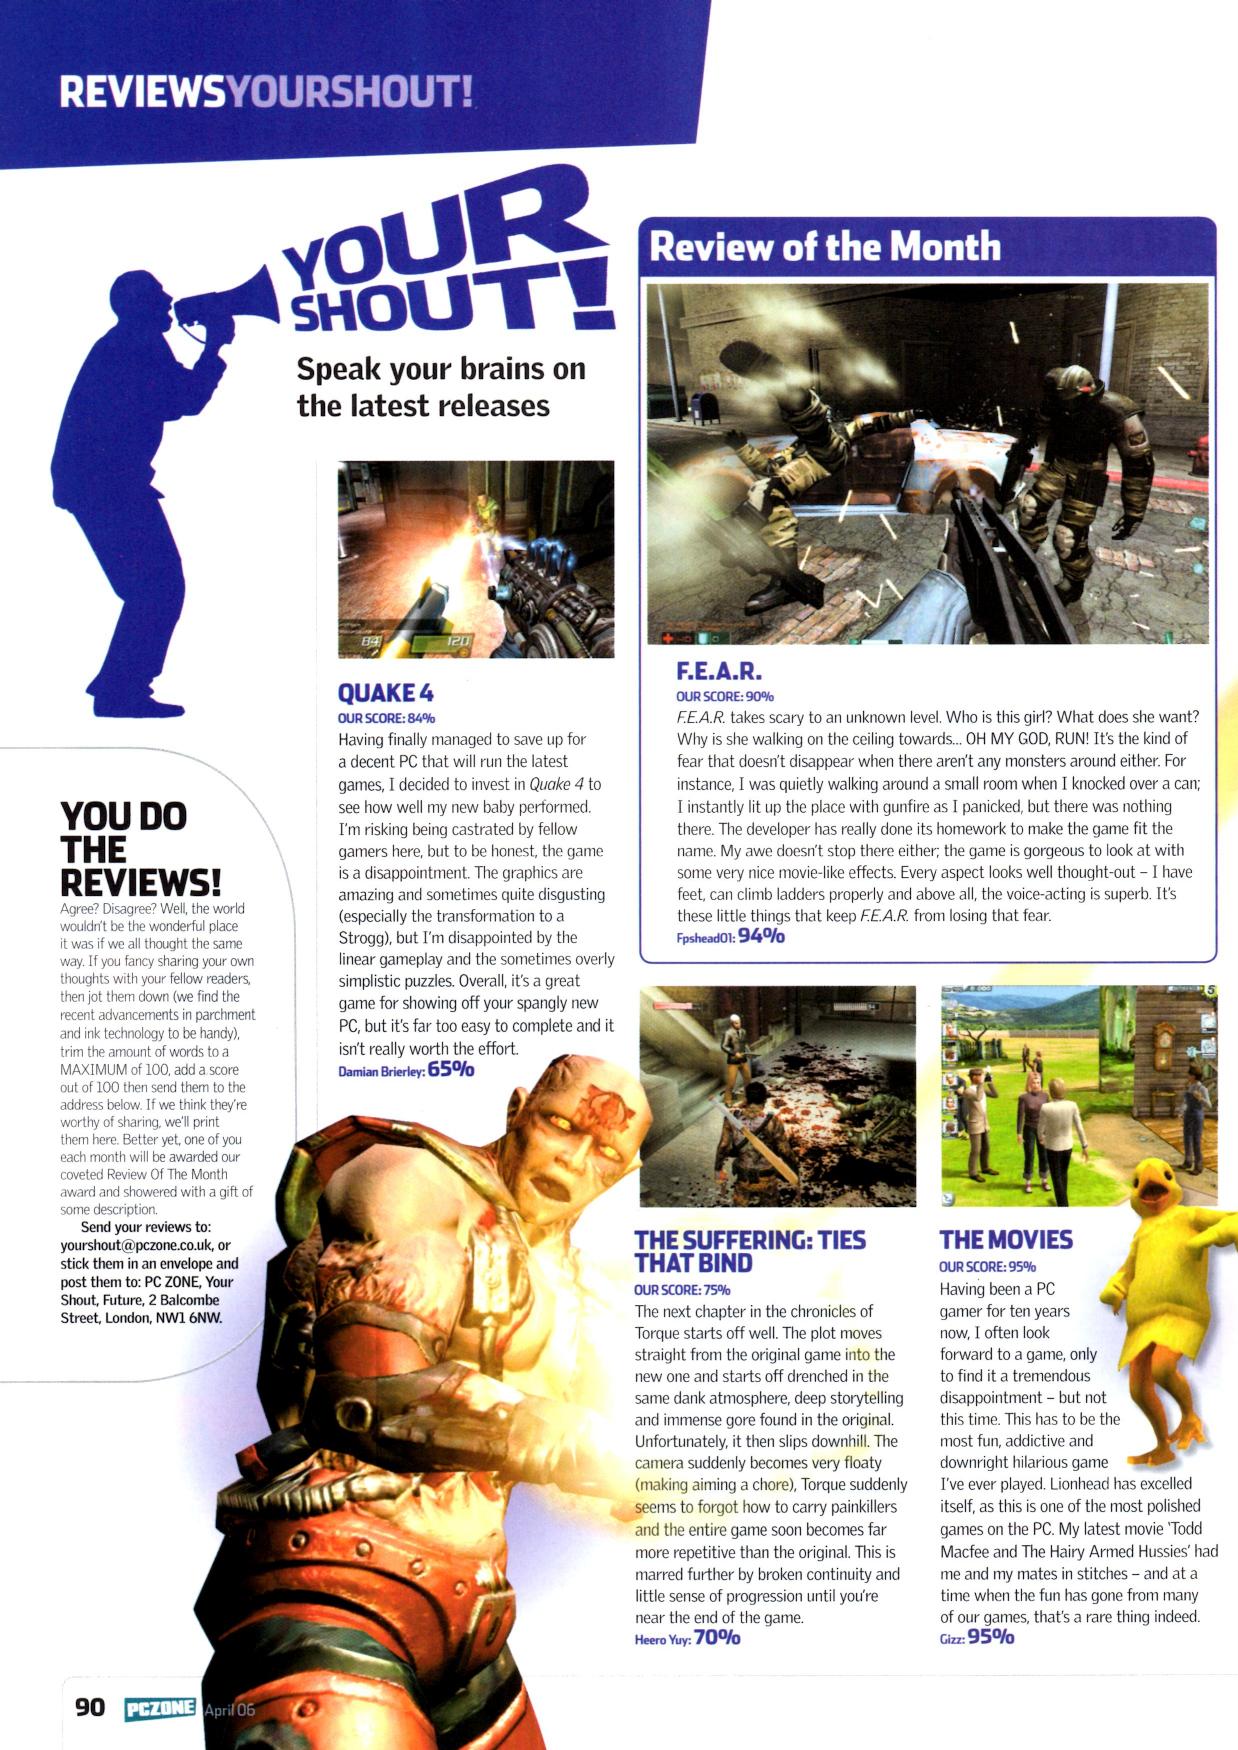 REVIEWSYOURSHOUT!
YOUR
SHOUT!
Speak your brains on
the latest releases
YOU DO
THE
REVIEWS!
Agree? Disagree? Well, the world
wouldn't be the wonderful place
it was if we all thought the same
way. If you fancy sharing your own
thoughts with your fellow readers,
then jot them down (we find the
recent advancements in parchment
and ink technology to be handy),
trim the amount of words to a
MAXIMUM of 100, add a score
out of 100 then send them to the
address below. If we think they're
worthy of sharing, we'll print
them here. Better yet, one of you
each month will be awarded our
coveted Review Of The Month
award and showered with a gift of
some description.
Send your reviews to:
yourshout@pczone.co.uk, or
stick them in an envelope and
post them to: PC ZONE, Your
Shout, Future, 2 Balcombe
Street, London, NW1 6NW.
84
120
QUAKE 4
OUR SCORE: 84%
Having finally managed to save up for
a decent PC that will run the latest
games, I decided to invest in Quake 4 to
see how well my new baby performed.
I'm risking being castrated by fellow
gamers here, but to be honest, the game
is a disappointment. The graphics are
amazing and sometimes quite disgusting
(especially the transformation to a
Strogg), but I'm disappointed by the
linear gameplay and the sometimes overly
simplistic puzzles. Overall, it's a great
game for showing off your spangly new
PC, but it's far too easy to complete and it
isn't really worth the effort.
Damian Brierley: 65%
Review of the Month
F.E.A.R.
OUR SCORE: 90%
F.E.A.R. takes scary to an unknown level. Who is this girl? What does she want?
Why is she walking on the ceiling towards... OH MY GOD, RUN! It's the kind of
fear that doesn't disappear when there aren't any monsters around either. For
instance, I was quietly walking around a small room when I knocked over a can;
I instantly lit up the place with gunfire as I panicked, but there was nothing
there. The developer has really done its homework to make the game fit the
name. My awe doesn't stop there either; the game is gorgeous to look at with
some very nice movie-like effects. Every aspect looks well thought-out – I have
feet, can climb ladders properly and above all, the voice-acting is superb. It's
these little things that keep F.E.A.R. from losing that fear.
Fpshead01: 94%
THE SUFFERING: TIES
THAT BIND
OUR SCORE: 75%
The next chapter in the chronicles of
Torque starts off well. The plot moves
straight from the original game into the
new one and starts off drenched in the
same dank atmosphere, deep storytelling
and immense gore found in the original.
Unfortunately, it then slips downhill. The
camera suddenly becomes very floaty
(making aiming a chore), Torque suddenly
seems to forgot how to carry painkillers
and the entire game soon becomes far
more repetitive than the original. This is
marred further by broken continuity and
little sense of progression until you're
near the end of the game.
Heero Yuy: 70%
5
THE MOVIES
OUR SCORE: 95%
Having been a PC
gamer for ten years
now, I often look
forward to a game, only
to find it a tremendous
disappointment – but not
this time. This has to be the
most fun, addictive and
downright hilarious game
I've ever played. Lionhead has excelled
itself, as this is one of the most polished
games on the PC. My latest movie 'Todd
Macfee and The Hairy Armed Hussies' had
me and my mates in stitches – and at a
time when the fun has gone from many
of our games, that's a rare thing indeed.
Gizz: 95%
90 PCZONE April 06